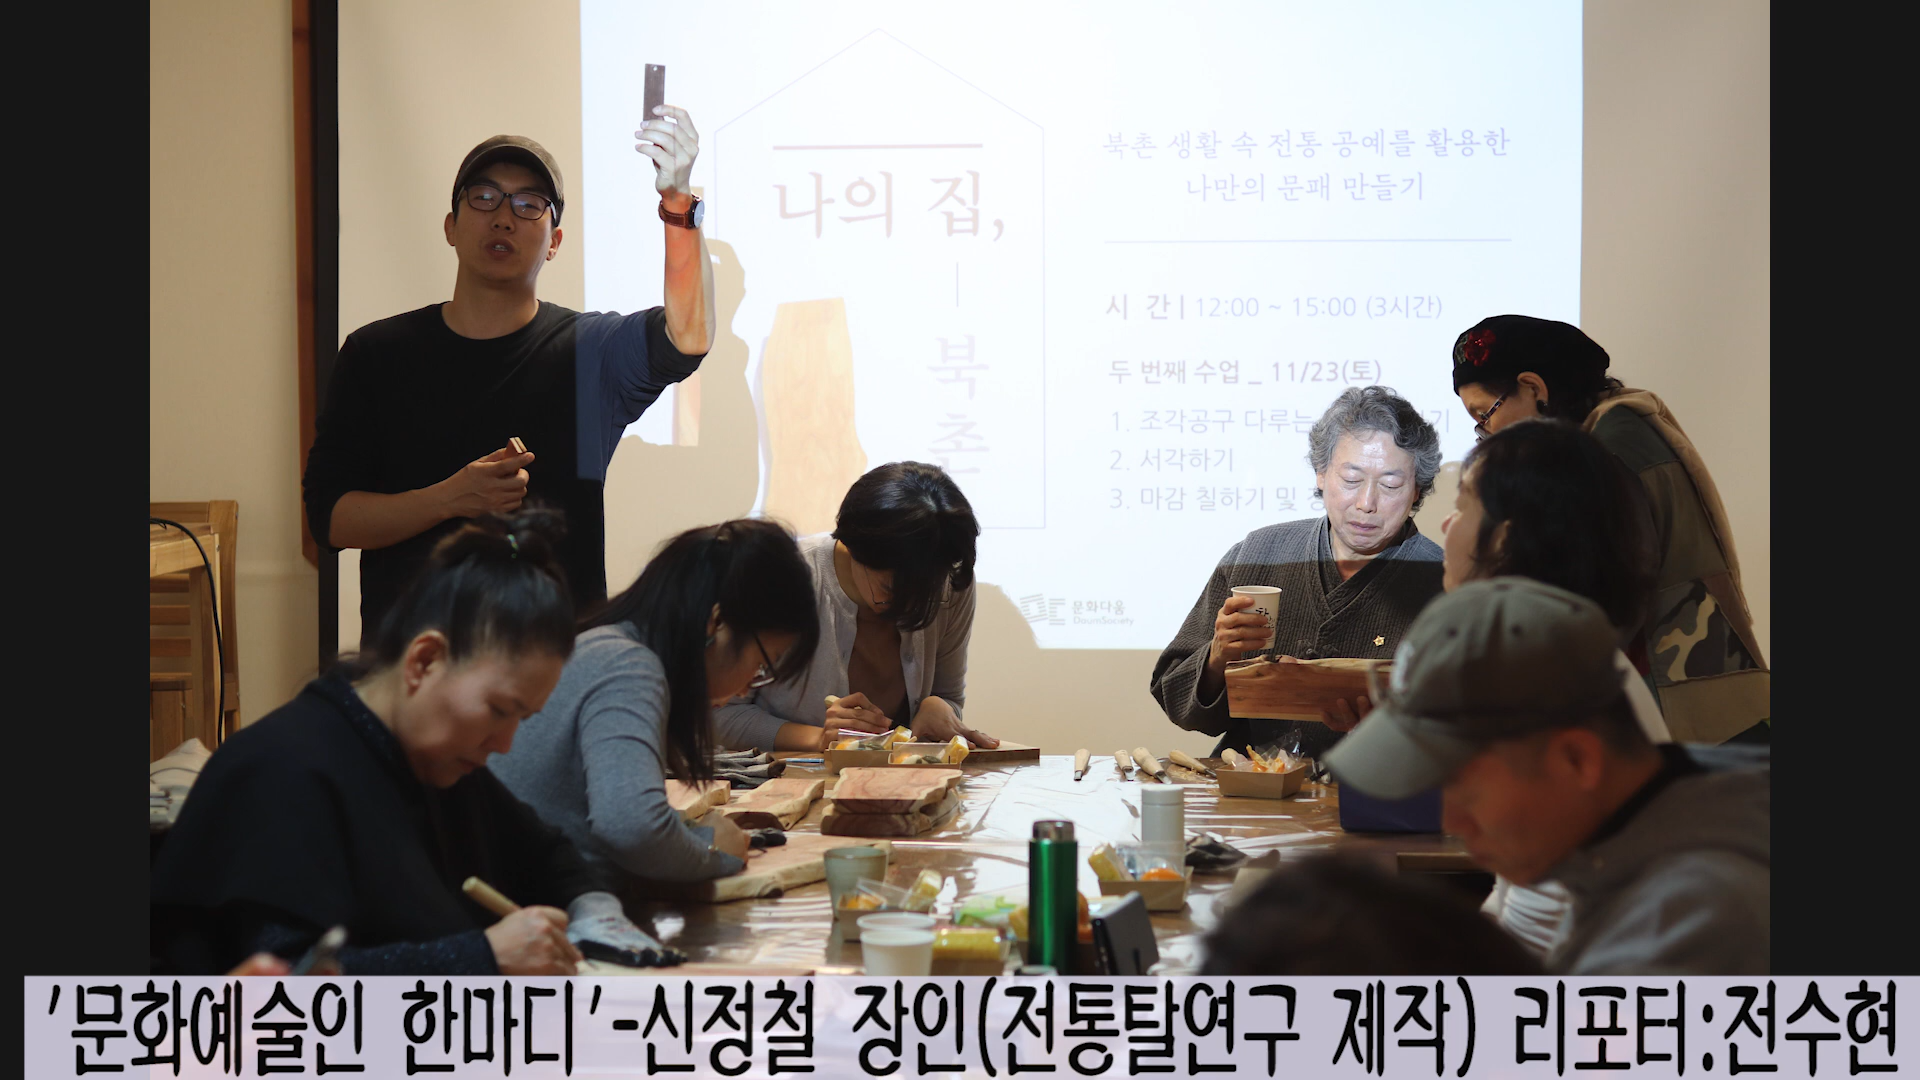 나의 집,
북촌
북촌 생활 속 전통 공예를 활용한
나만의 문패 만들기
시 간 | 12:00 ~ 15:00 (3시간)
두 번째 수업 _ 11/23(토)
1. 조각공구 다루는
2. 서각하기
3. 마감 칠하기 및
문화다움
DaumSociety
'문화예술인 한마디'-신정철 장인(전통탈연구 제작) 리포터:전수현